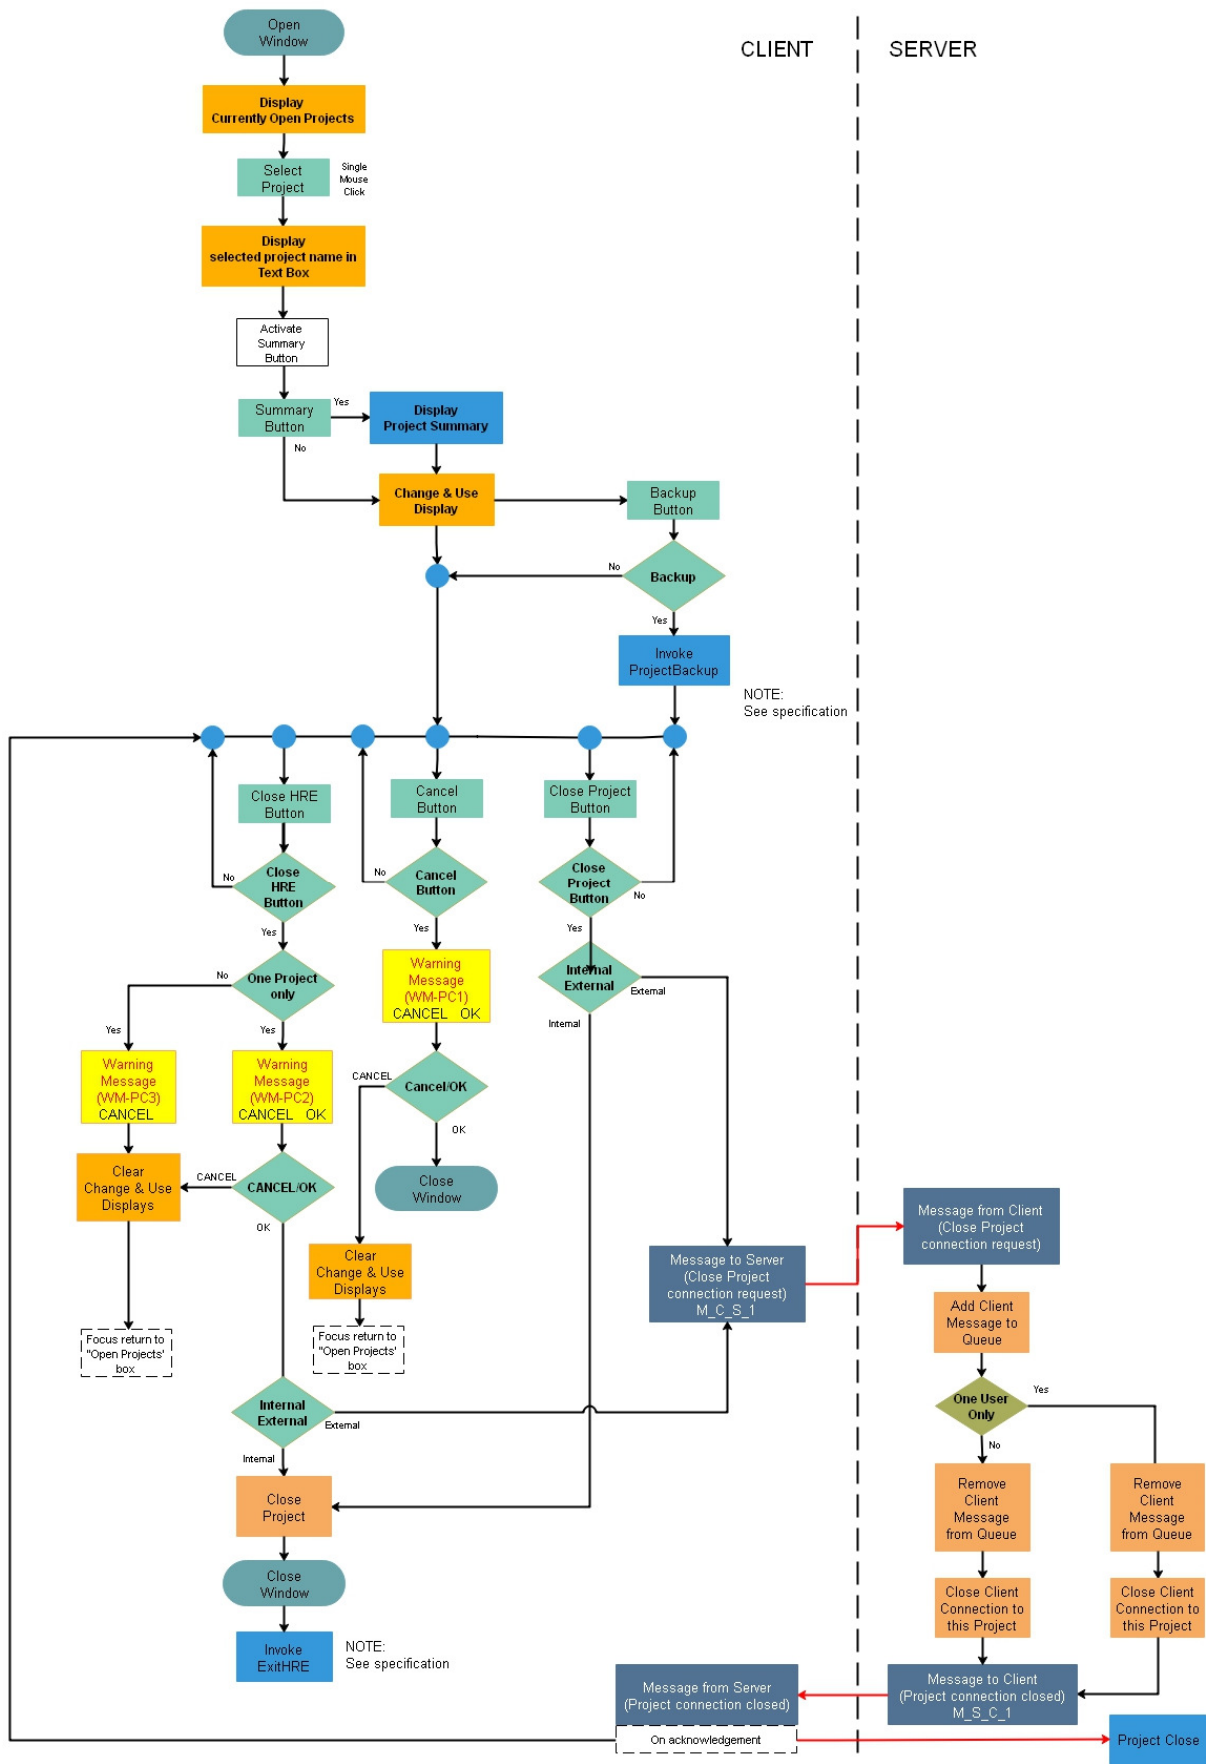 Open
Window
CLIENT
SERVER
Display
Currently Open Projects
Select
Project
Single
Mouse
Click
Display
selected project name in
Text Box
Activate
Summary
Button
Summary
Button
Yes
No
Display
Project Summary
Change & Use
Display
Backup
Button
No
Backup
Yes
Invoke
ProjectBackup
NOTE:
See specification
Close HRE
Button
Cancel
Button
Close Project
Button
No
Close
HRE
Button
Yes
No
Cancel
Button
Yes
Close
Project
Button
No
Yes
No
One Project
only
Yes
Yes
Warning
Message
(WM-PC1)
CANCEL OK
Internal
External
External
Internal
Warning
Message
(WM-PC3)
CANCEL
Warning
Message
(WM-PC2)
CANCEL OK
CANCEL
Cancel/OK
OK
Clear
Change & Use
Displays
CANCEL
CANCEL/OK
OK
Close
Window
Clear
Change & Use
Displays
Message to Server
(Close Project
connection request)
M_C_S_1
Message from Client
(Close Project
connection request)
Add Client
Message to
Queue
Focus return to
"Open Projects'
box
Focus return to
"Open Projects'
box
Internal
External
External
Internal
One User
Only
Yes
No
Close
Project
Remove
Client
Message
from Queue
Remove
Client
Message
from Queue
Close
Window
Close Client
Connection to
this Project
Close Client
Connection to
this Project
Invoke
ExitHRE
NOTE:
See specification
Message from Server
(Project connection closed)
Message to Client
(Project connection closed)
M_S_C_1
On acknowledgement
Project Close